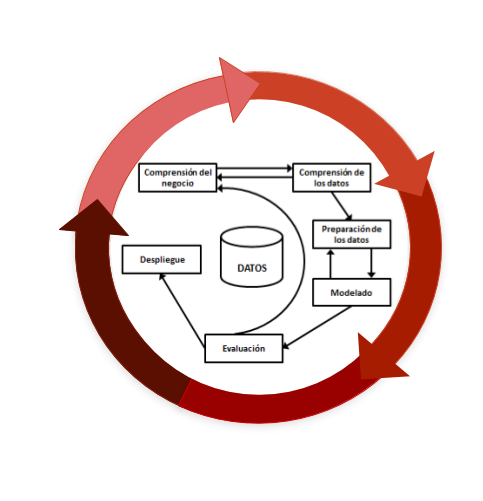 Comprensión del
negocio
Comprensión de
los datos
Preparación de
los datos
Despliegue
DATOS
Modelado
Evaluación